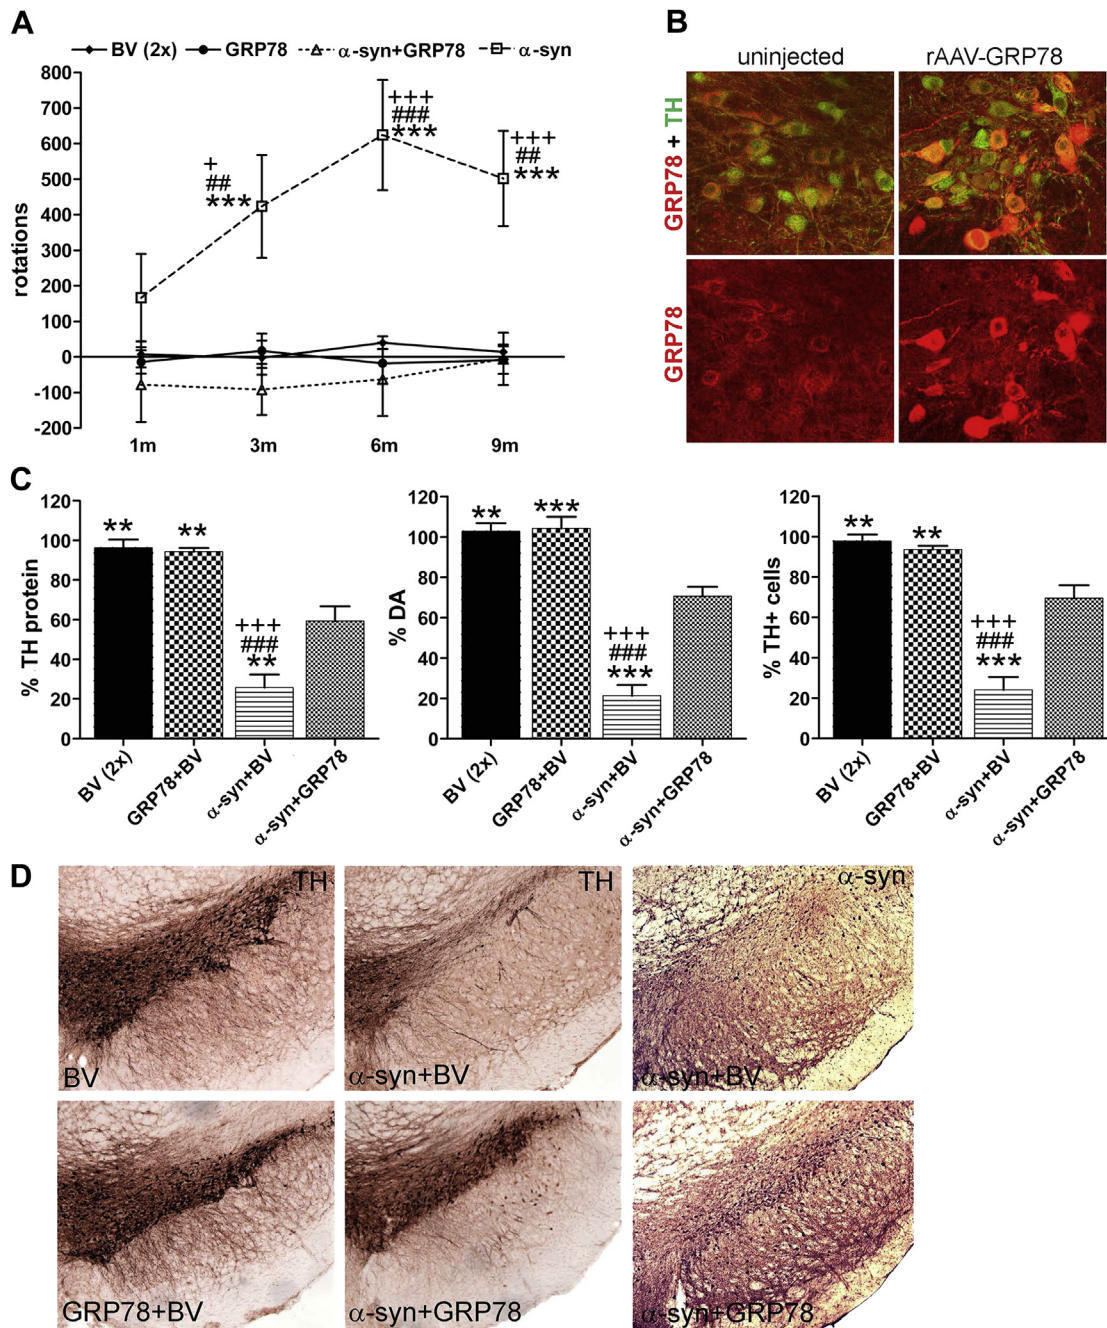 A
BV (2x) GRP78 α-syn+GRP78 α-syn
rotations
800
700
600
500
400
300
200
100
0
-100
-200
+
##
***
+++
###
***
+++
##
***
1m 3m 6m 9m
B
uninjected rAAV-GRP78
GRP78 + TH
GRP78
C
% TH protein
120
100
80
60
40
20
0
**
**
+++
###
**
BV (2x)
GRP78+BV
α-syn+BV
α-syn+GRP78
% DA
120
100
80
60
40
20
0
**
***
+++
###
***
BV (2x)
GRP78+BV
α-syn+BV
α-syn+GRP78
% TH+ cells
120
100
80
60
40
20
0
**
**
+++
###
***
BV (2x)
GRP78+BV
α-syn+BV
α-syn+GRP78
D
TH TH α-syn
BV α-syn+BV α-syn+BV
GRP78+BV α-syn+GRP78 α-syn+GRP78